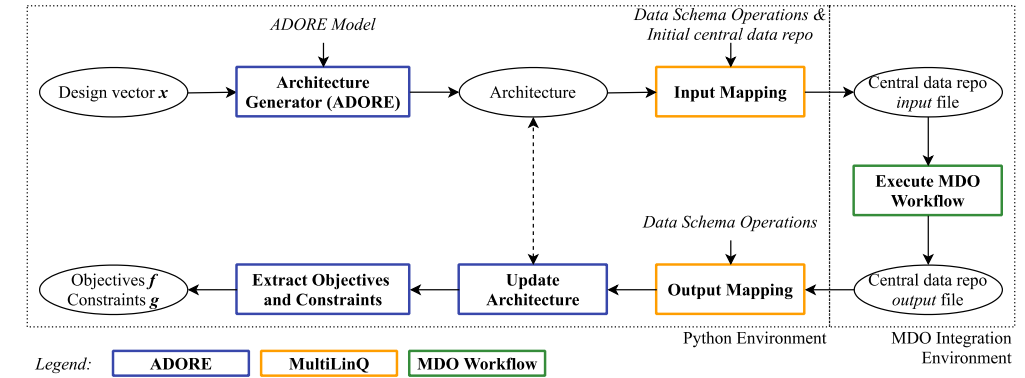 ADORE Model
Data Schema Operations &
Initial central data repo
Design vector x
Architecture
Generator (ADORE)
Architecture
Input Mapping
Central data repo
input file
Execute MDO
Workflow
Data Schema Operations
Objectives f
Constraints g
Extract Objectives
and Constraints
Update
Architecture
Output Mapping
Central data repo
output file
Python Environment
MDO Integration
Environment
Legend:
ADORE
MultiLinQ
MDO Workflow